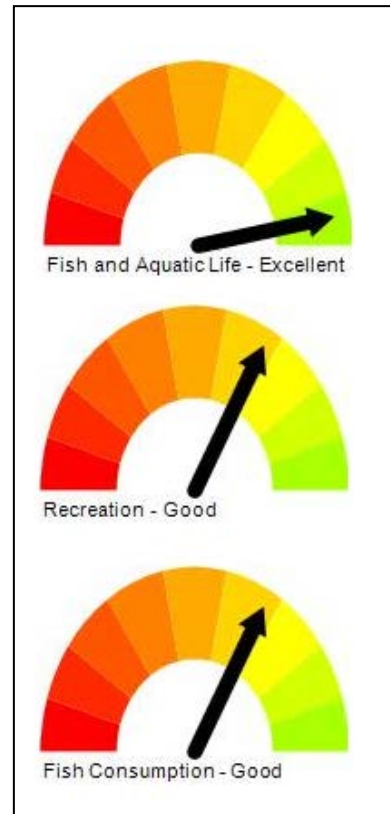 Fish and Aquatic Life - Excellent
Recreation - Good
Fish Consumption - Good